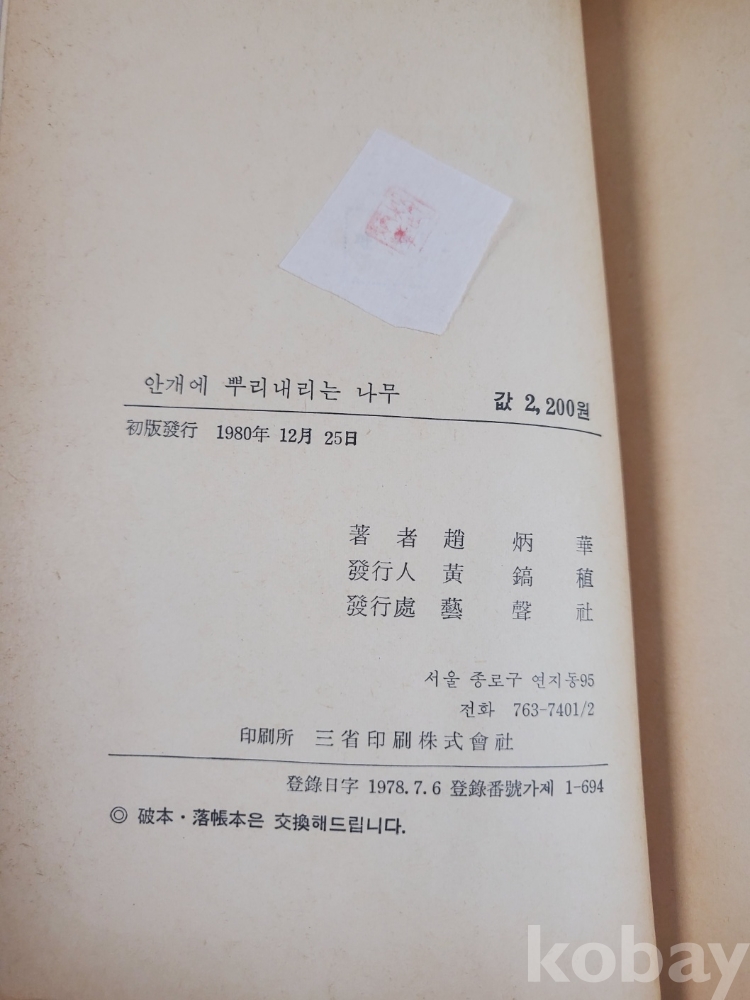 안개에 뿌리내리는 나무 값 2,200원
初版發行 1980年 12月 25日
著者 趙炳華
發行人 黃鎬稙
發行處 藝聲社
서울 종로구 연지동95
전화 763-7401/2
印刷所 三省印刷株式會社
登錄日字 1978.7.6 登錄番號가제 1-694
◎ 破本·落帳本은 交換해드립니다.
kobay